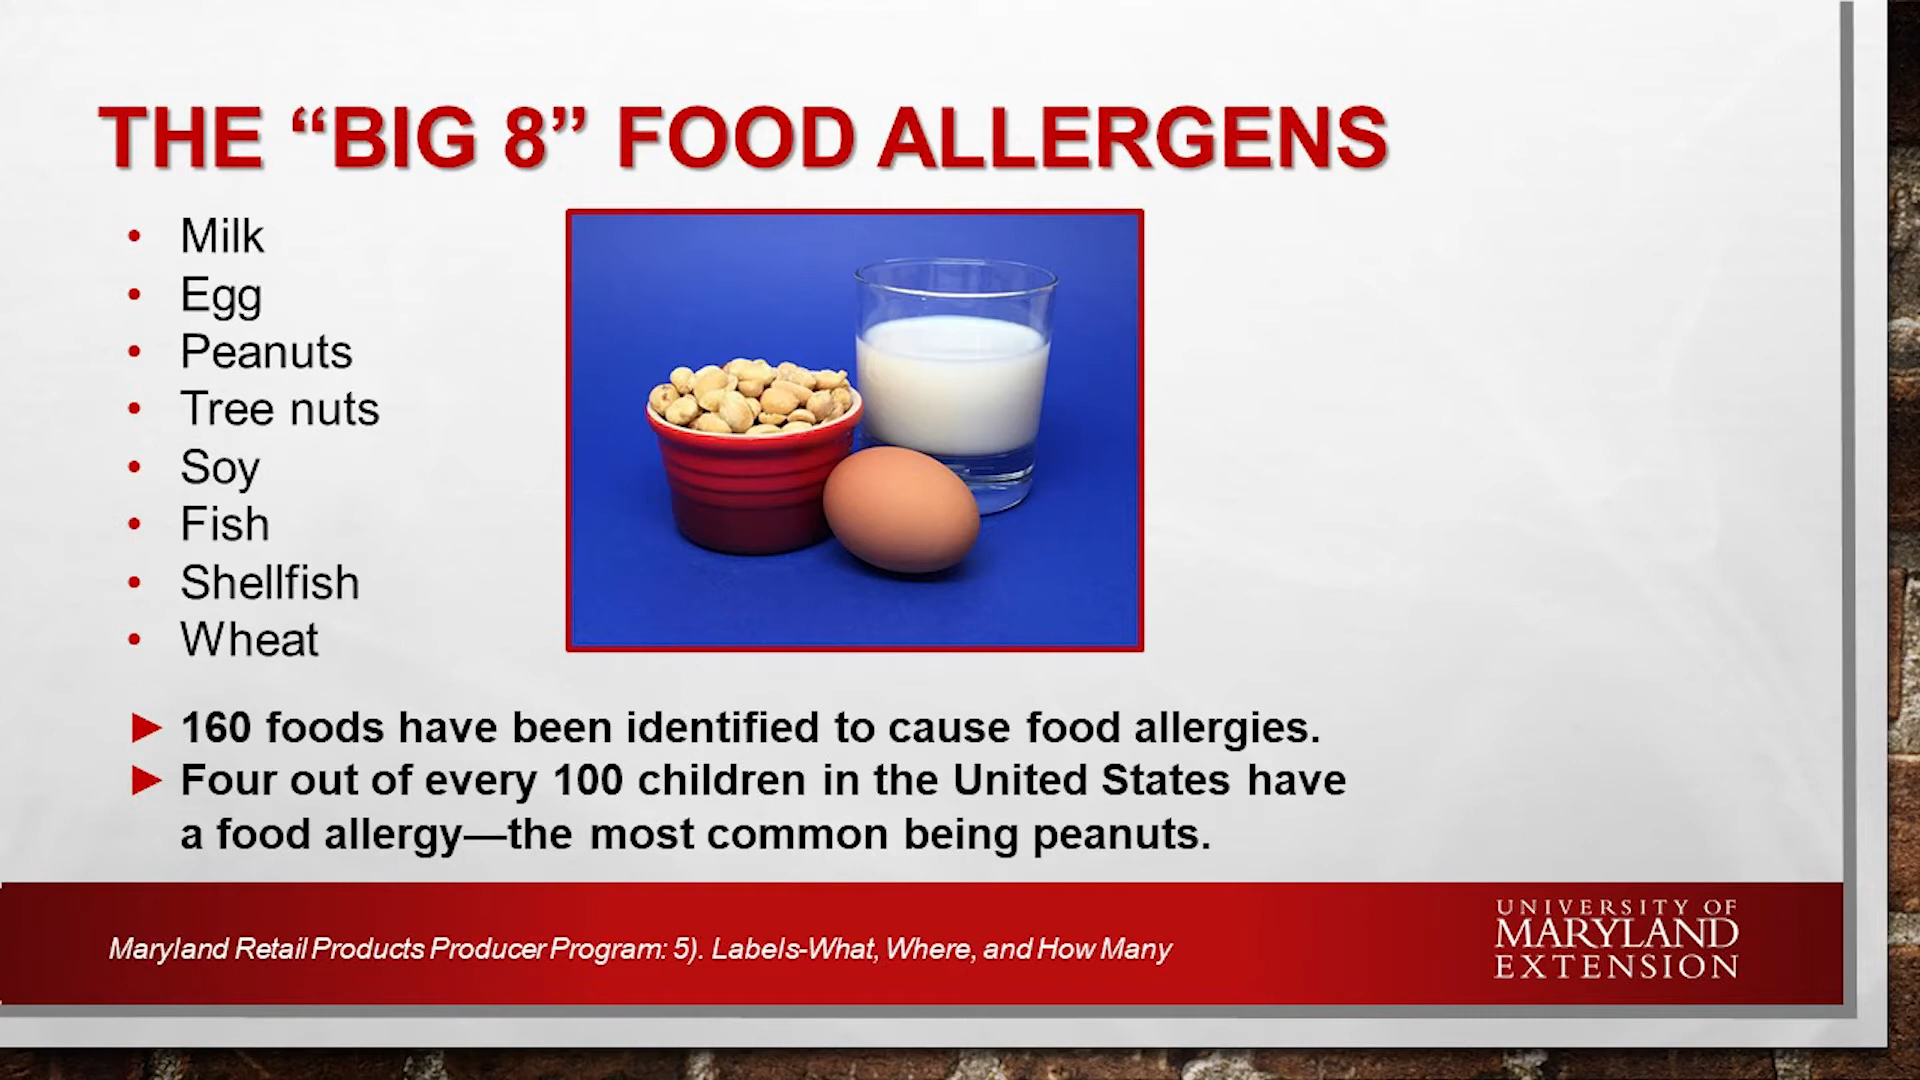 THE “BIG 8” FOOD ALLERGENS
• Milk
• Egg
• Peanuts
• Tree nuts
• Soy
• Fish
• Shellfish
• Wheat
► 160 foods have been identified to cause food allergies.
► Four out of every 100 children in the United States have
a food allergy—the most common being peanuts.
Maryland Retail Products Producer Program: 5). Labels-What, Where, and How Many
UNIVERSITY OF
MARYLAND
EXTENSION